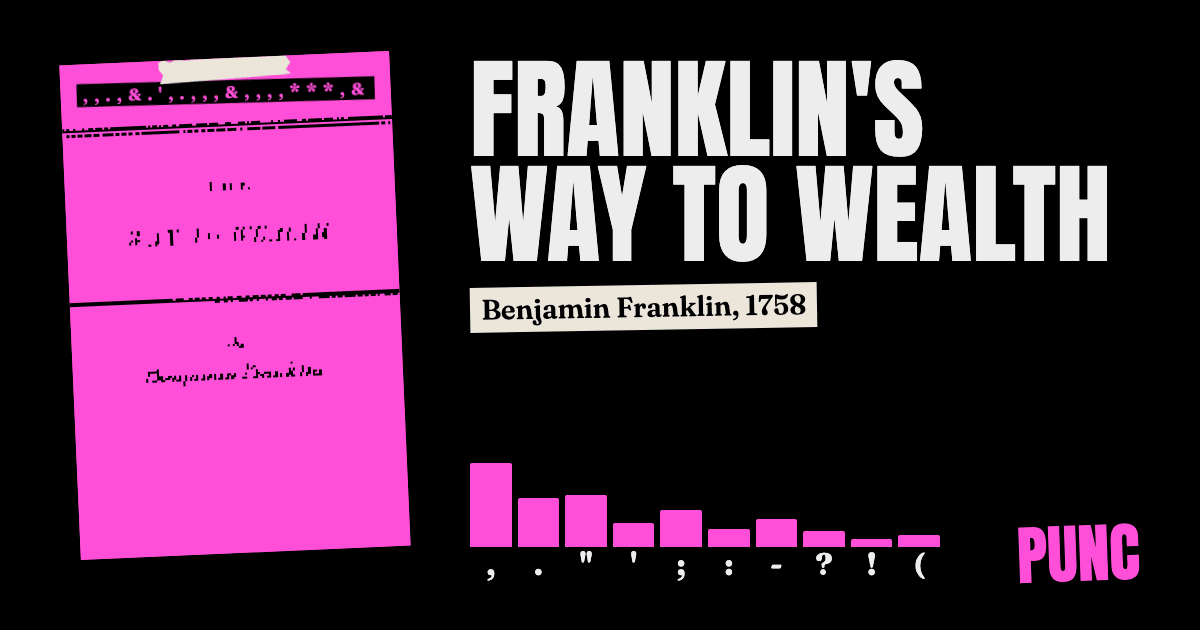 ,,.,&.',.,,,&,,,,***,&
FRANKLIN'S
WAY TO WEALTH
Benjamin Franklin, 1758
, . " ' ; : - ? ! (
PUNC